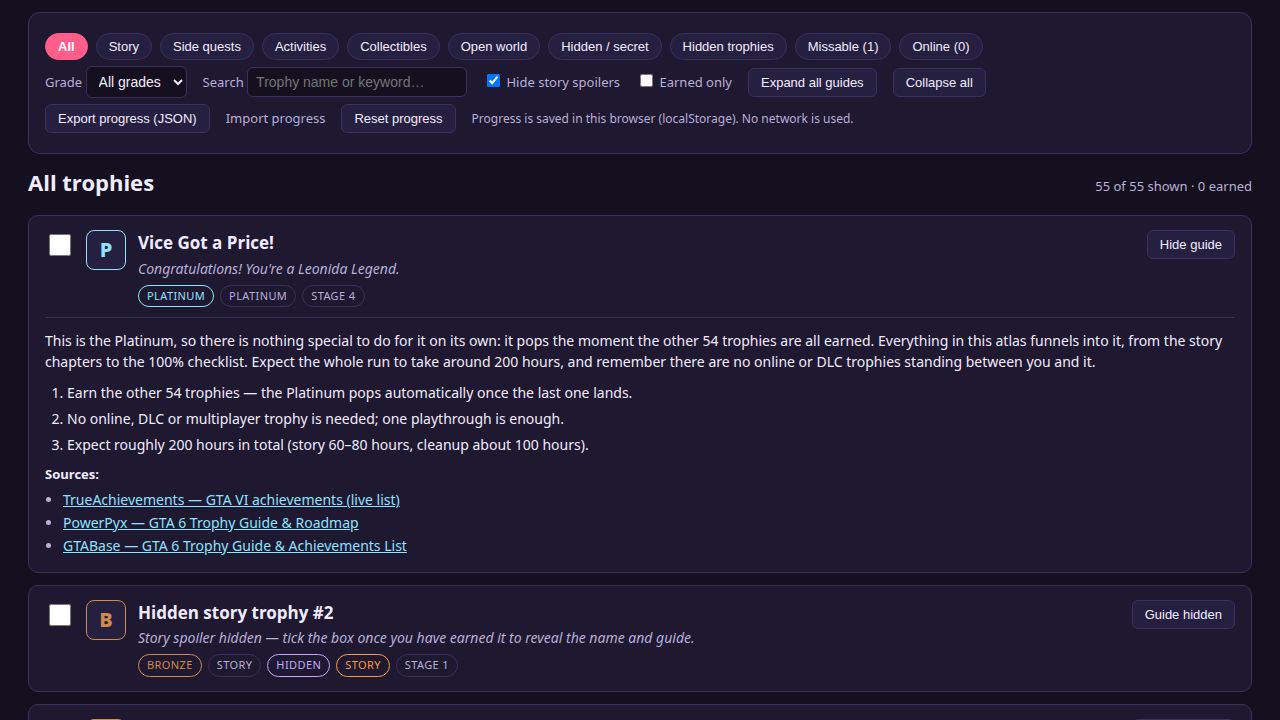 All Story Side quests Activities Collectibles Open world Hidden / secret Hidden trophies Missable (1) Online (0)
Grade All grades Search Trophy name or keyword… Hide story spoilers Earned only Expand all guides Collapse all
Export progress (JSON) Import progress Reset progress Progress is saved in this browser (localStorage). No network is used.
All trophies 55 of 55 shown · 0 earned
P Vice Got a Price! Hide guide
Congratulations! You're a Leonida Legend.
PLATINUM PLATINUM STAGE 4
This is the Platinum, so there is nothing special to do for it on its own: it pops the moment the other 54 trophies are all earned. Everything in this atlas funnels into it, from the story
chapters to the 100% checklist. Expect the whole run to take around 200 hours, and remember there are no online or DLC trophies standing between you and it.
1. Earn the other 54 trophies — the Platinum pops automatically once the last one lands.
2. No online, DLC or multiplayer trophy is needed; one playthrough is enough.
3. Expect roughly 200 hours in total (story 60–80 hours, cleanup about 100 hours).
Sources:
• TrueAchievements — GTA VI achievements (live list)
• PowerPyx — GTA 6 Trophy Guide & Roadmap
• GTABase — GTA 6 Trophy Guide & Achievements List
B Hidden story trophy #2 Guide hidden
Story spoiler hidden — tick the box once you have earned it to reveal the name and guide.
BRONZE STORY HIDDEN STORY STAGE 1